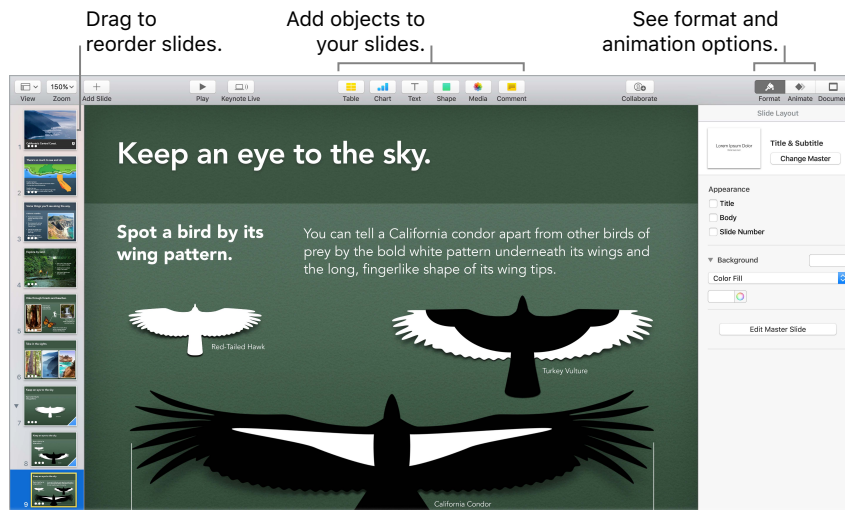 Drag to
reorder slides.
Add objects to
your slides.
See format and
animation options.
150%
View
Zoom
Add Slide
Play
Keynote Live
Table
Chart
Text
Shape
Media
Comment
Collaborate
Format
Animate
Documen
1
2
3
4
5
6
7
8
9
Keep an eye to the sky.
Spot a bird by its
wing pattern.
You can tell a California condor apart from other birds of
prey by the bold white pattern underneath its wings and
the long, fingerlike shape of its wing tips.
Red-Tailed Hawk
Turkey Vulture
California Condor
Slide Layout
Lorem Ipsum Dolor
Title & Subtitle
Change Master
Appearance
Title
Body
Slide Number
Background
Color Fill
Edit Master Slide